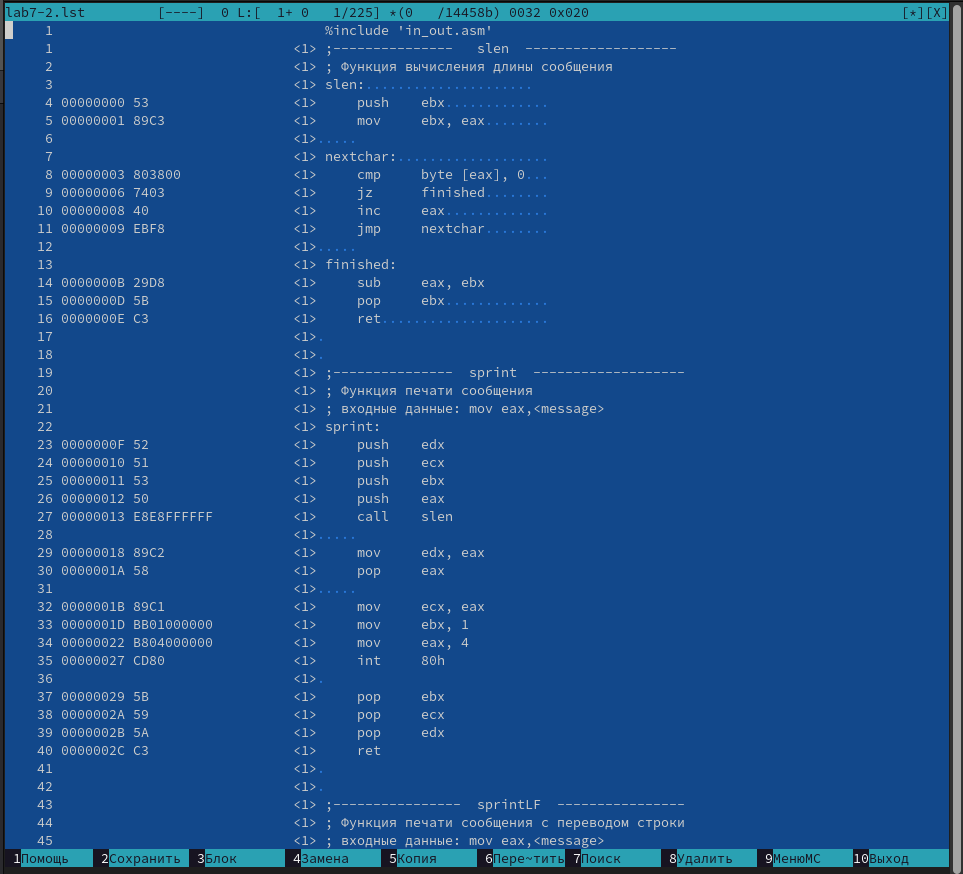 lab7-2.lst         [----]  0 L:[  1+ 0   1/225] *(0   /14458b) 0032 0x020                                       [*][X]
     1                                  %include 'in_out.asm'
     1                              <1> ;---------------   slen  -------------------
     2                              <1> ; Функция вычисления длины сообщения
     3                              <1> slen:.....................
     4 00000000 53                  <1>     push    ebx.............
     5 00000001 89C3                <1>     mov     ebx, eax........
     6                              <1>.....
     7                              <1> nextchar:...................
     8 00000003 803800              <1>     cmp     byte [eax], 0...
     9 00000006 7403                <1>     jz      finished........
    10 00000008 40                  <1>     inc     eax.............
    11 00000009 EBF8                <1>     jmp     nextchar........
    12                              <1>.....
    13                              <1> finished:
    14 0000000B 29D8                <1>     sub     eax, ebx
    15 0000000D 5B                  <1>     pop     ebx.............
    16 0000000E C3                  <1>     ret.....................
    17                              <1>.
    18                              <1>.
    19                              <1> ;---------------  sprint  -------------------
    20                              <1> ; Функция печати сообщения
    21                              <1> ; входные данные: mov eax,<message>
    22                              <1> sprint:
    23 0000000F 52                  <1>     push    edx
    24 00000010 51                  <1>     push    ecx
    25 00000011 53                  <1>     push    ebx
    26 00000012 50                  <1>     push    eax
    27 00000013 E8E8FFFFFF          <1>     call    slen
    28                              <1>.....
    29 00000018 89C2                <1>     mov     edx, eax
    30 0000001A 58                  <1>     pop     eax
    31                              <1>.....
    32 0000001B 89C1                <1>     mov     ecx, eax
    33 0000001D BB01000000          <1>     mov     ebx, 1
    34 00000022 B804000000          <1>     mov     eax, 4
    35 00000027 CD80                <1>     int     80h
    36                              <1>.
    37 00000029 5B                  <1>     pop     ebx
    38 0000002A 59                  <1>     pop     ecx
    39 0000002B 5A                  <1>     pop     edx
    40 0000002C C3                  <1>     ret
    41                              <1>.
    42                              <1>.
    43                              <1> ;----------------  sprintLF  ----------------
    44                              <1> ; Функция печати сообщения с переводом строки
    45                              <1> ; входные данные: mov eax,<message>
1Помощь 2Сохранить 3Блок 4Замена 5Копия 6Пере~тить 7Поиск 8Удалить 9МенюМС 10Выход